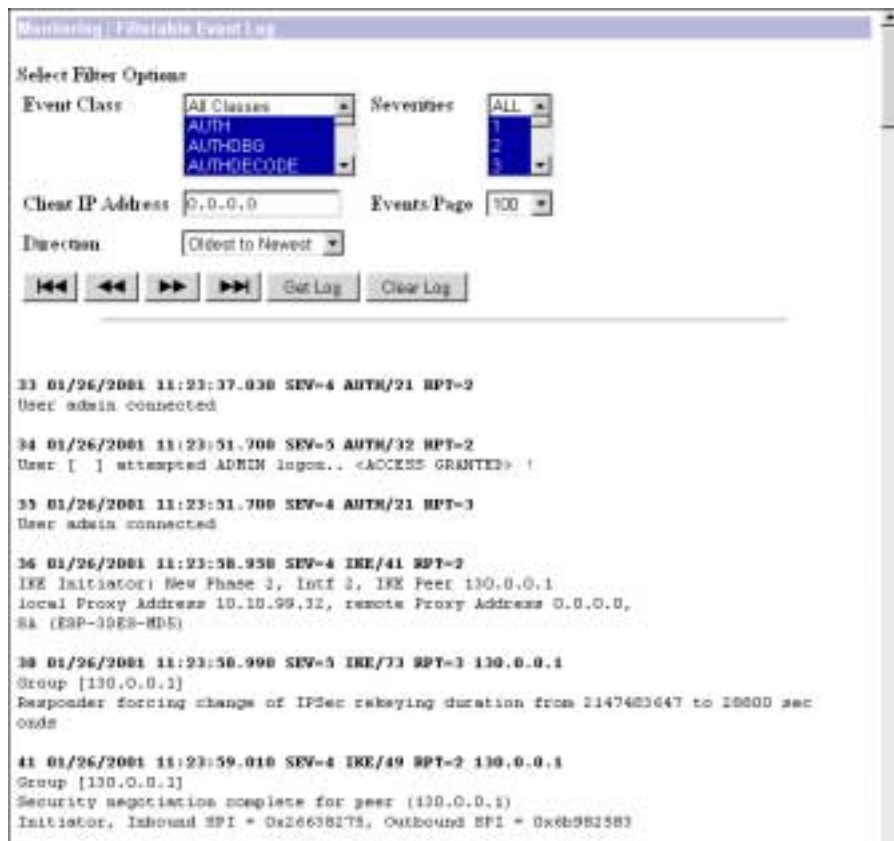 Monitoring | Filterable Event Log
Select Filter Options
Event Class All Classes AUTH AUTHDBG AUTHDECODE Severities ALL 1 2 3
Client IP Address 0.0.0.0 Events/Page 100
Direction Oldest to Newest
Get Log Clear Log
33 01/26/2001 11:23:37.030 SEV=4 AUTH/21 RPT=2
User admin connected
34 01/26/2001 11:23:51.700 SEV=5 AUTH/32 RPT=2
User [ ] attempted ADMIN logon.. <ACCESS GRANTED> !
35 01/26/2001 11:23:51.700 SEV=4 AUTH/21 RPT=3
User admin connected
36 01/26/2001 11:23:58.950 SEV=4 IKE/41 RPT=2
IKE Initiator: New Phase 2, Intf 2, IKE Peer 130.0.0.1
local Proxy Address 10.10.99.32, remote Proxy Address 0.0.0.0,
SA (ESP-3DES-MD5)
38 01/26/2001 11:23:58.990 SEV=5 IKE/73 RPT=3 130.0.0.1
Group [130.0.0.1]
Responder forcing change of IPSec rekeying duration from 2147483647 to 28800 sec
onds
41 01/26/2001 11:23:59.010 SEV=4 IKE/49 RPT=2 130.0.0.1
Group [130.0.0.1]
Security negotiation complete for peer (130.0.0.1)
Initiator, Inbound SPI = 0x26638275, Outbound SPI = 0x6b982583